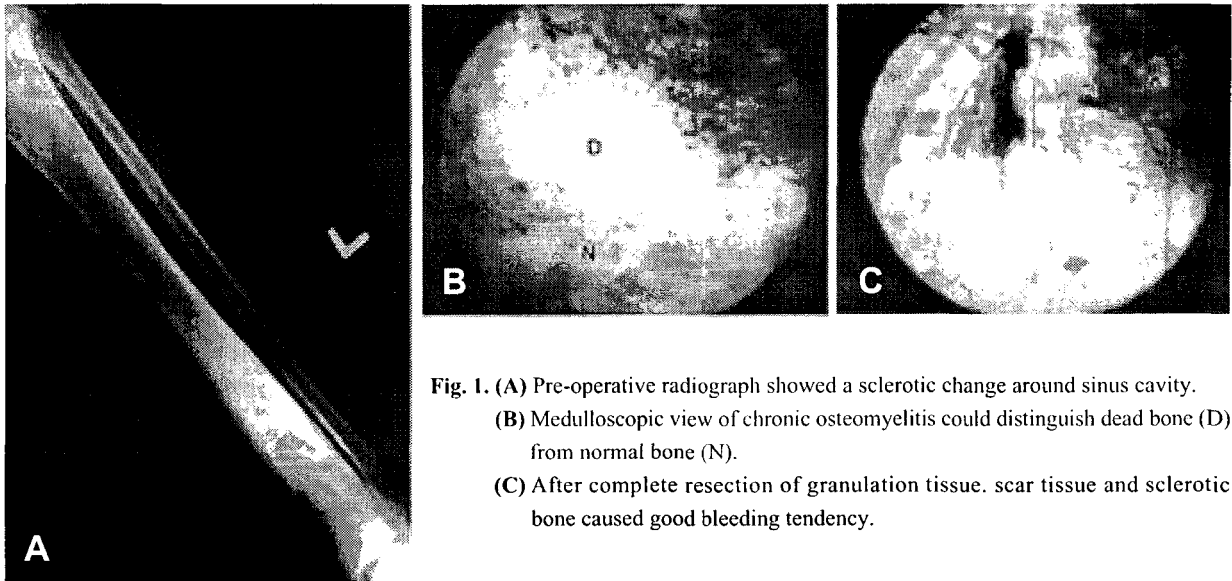 A
D
N
B
C
Fig. 1. (A) Pre-operative radiograph showed a sclerotic change around sinus cavity.
(B) Medulloscopic view of chronic osteomyelitis could distinguish dead bone (D)
from normal bone (N).
(C) After complete resection of granulation tissue. scar tissue and sclerotic
bone caused good bleeding tendency.